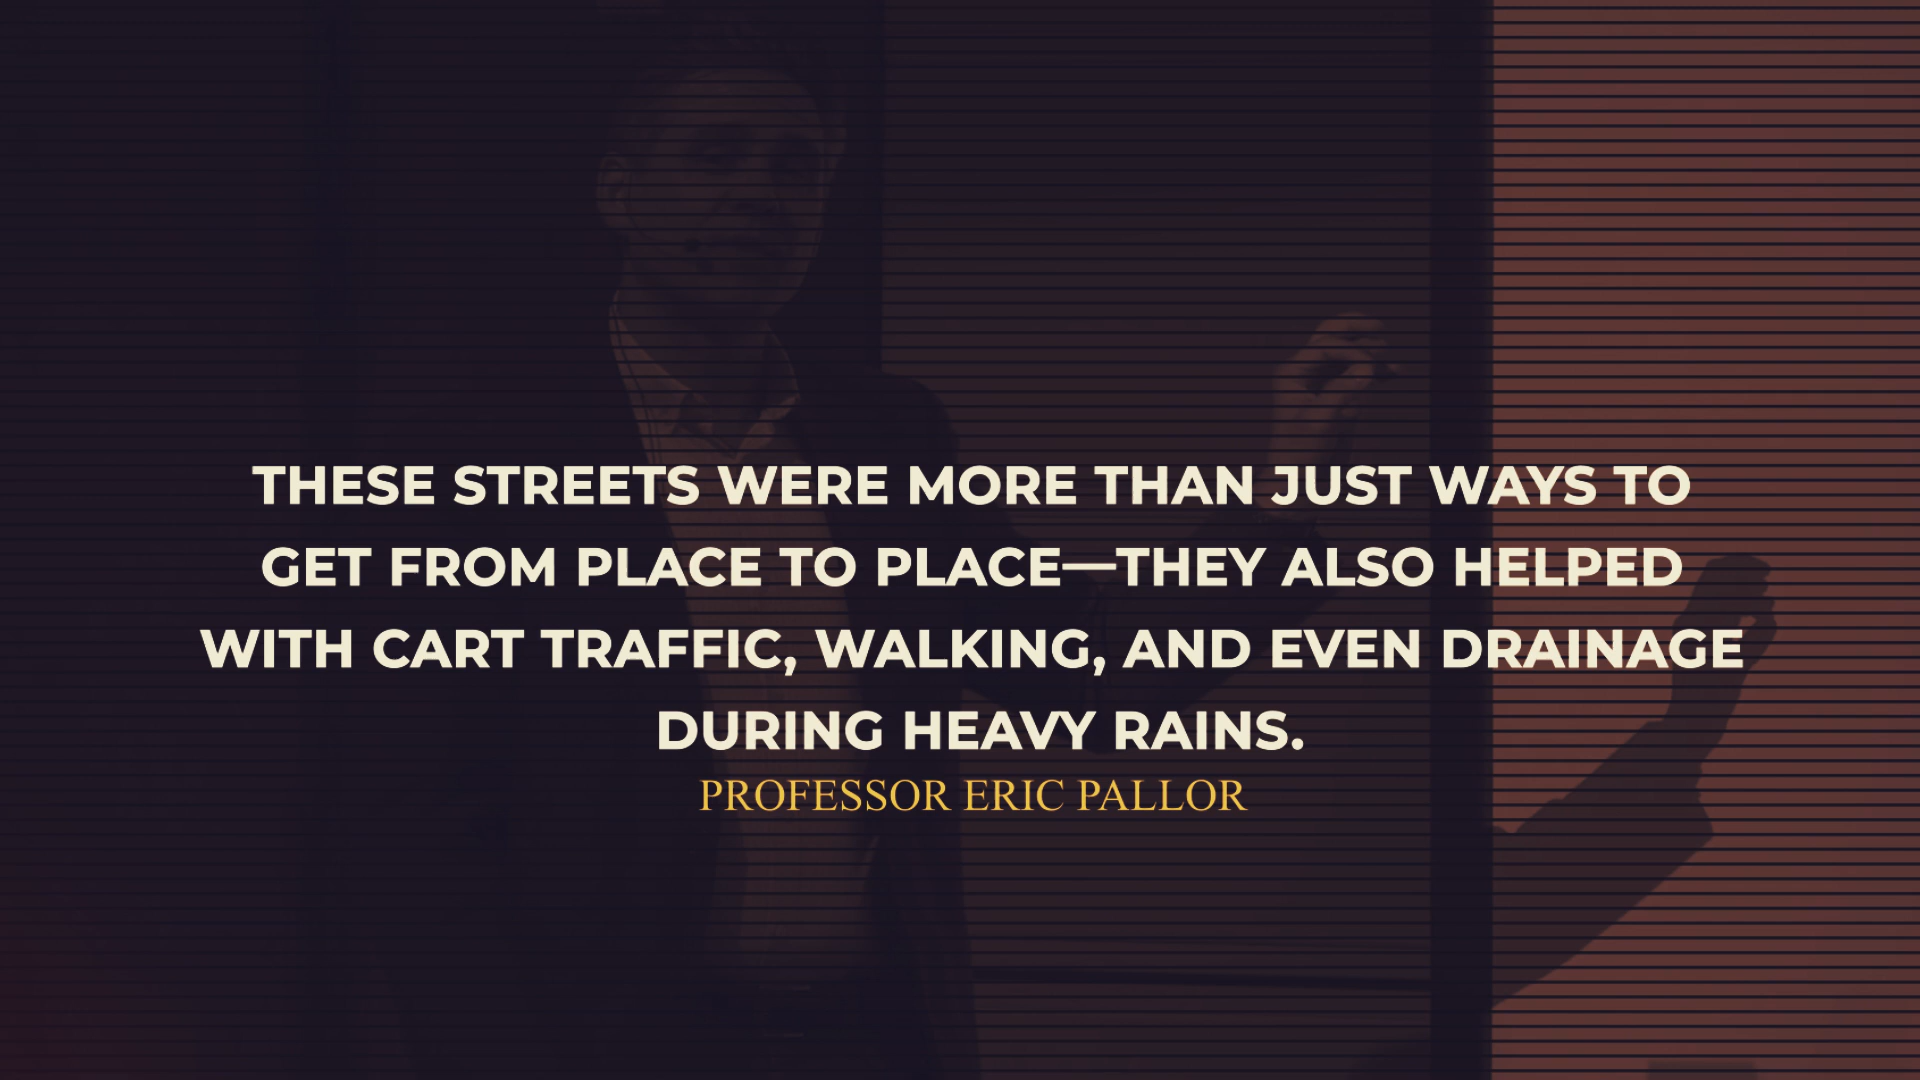 THESE STREETS WERE MORE THAN JUST WAYS TO
GET FROM PLACE TO PLACE—THEY ALSO HELPED
WITH CART TRAFFIC, WALKING, AND EVEN DRAINAGE
DURING HEAVY RAINS.
PROFESSOR ERIC PALLOR